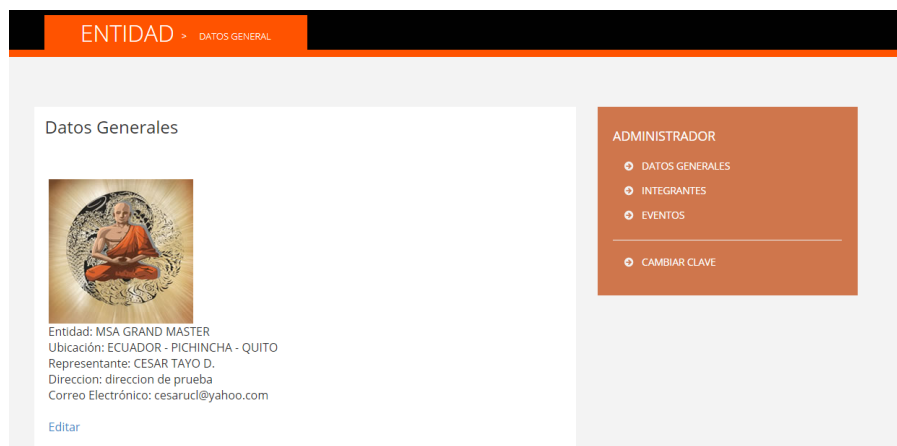 ENTIDAD > DATOS GENERAL
Datos Generales
Entidad: MSA GRAND MASTER
Ubicación: ECUADOR - PICHINCHA - QUITO
Representante: CESAR TAYO D.
Direccion: direccion de prueba
Correo Electrónico: cesarucl@yahoo.com
Editar
ADMINISTRADOR
DATOS GENERALES
INTEGRANTES
EVENTOS
CAMBIAR CLAVE